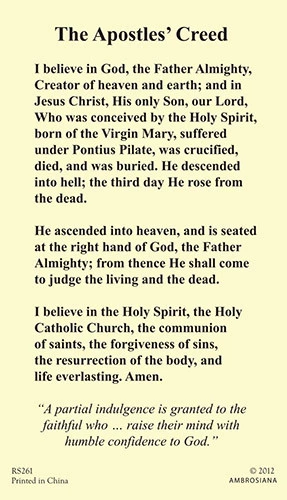 The Apostles’ Creed
I believe in God, the Father Almighty,
Creator of heaven and earth; and in
Jesus Christ, His only Son, our Lord,
Who was conceived by the Holy Spirit,
born of the Virgin Mary, suffered
under Pontius Pilate, was crucified,
died, and was buried. He descended
into hell; the third day He rose from
the dead.
He ascended into heaven, and is seated
at the right hand of God, the Father
Almighty; from thence He shall come
to judge the living and the dead.
I believe in the Holy Spirit, the Holy
Catholic Church, the communion
of saints, the forgiveness of sins,
the resurrection of the body, and
life everlasting. Amen.
“A partial indulgence is granted to the
faithful who … raise their mind with
humble confidence to God.”
RS261
Printed in China
© 2012
AMBROSIANA